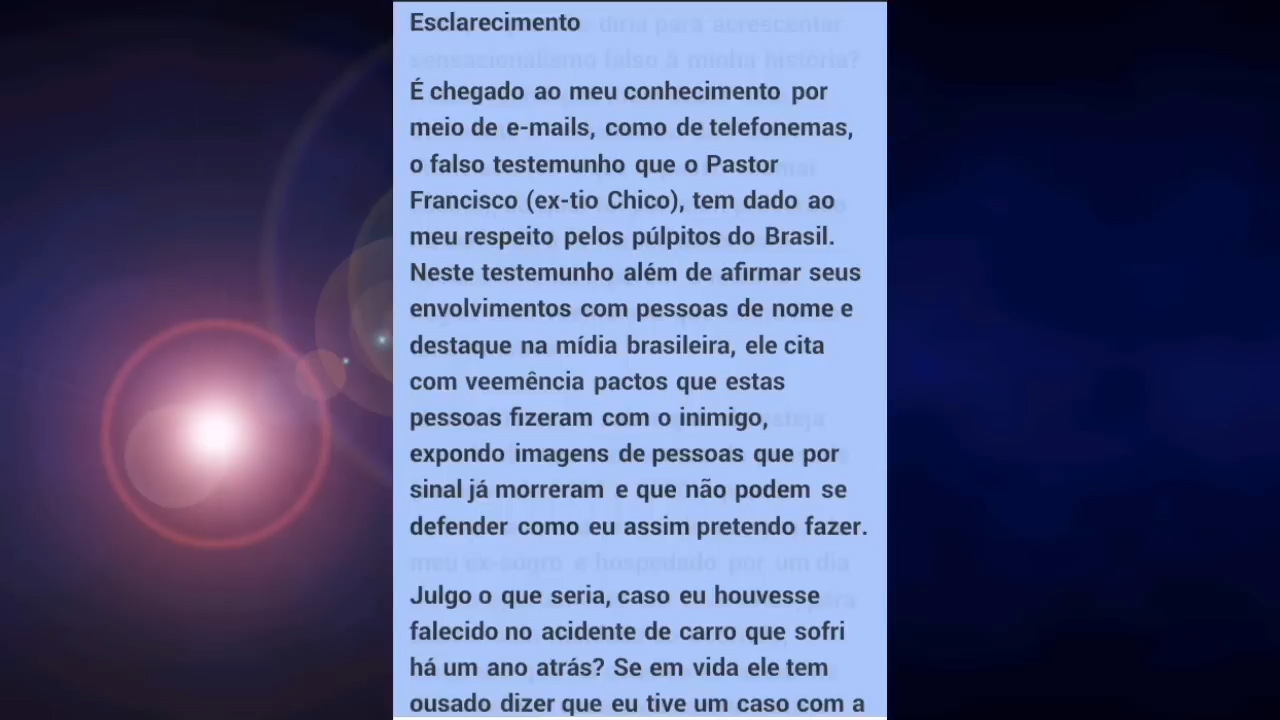 Esclarecimento
É chegado ao meu conhecimento por
meio de e-mails, como de telefonemas,
o falso testemunho que o Pastor
Francisco (ex-tio Chico), tem dado ao
meu respeito pelos púlpitos do Brasil.
Neste testemunho além de afirmar seus
envolvimentos com pessoas de nome e
destaque na mídia brasileira, ele cita
com veemência pactos que estas
pessoas fizeram com o inimigo,
expondo imagens de pessoas que por
sinal já morreram e que não podem se
defender como eu assim pretendo fazer.
Julgo o que seria, caso eu houvesse
falecido no acidente de carro que sofri
há um ano atrás? Se em vida ele tem
ousado dizer que eu tive um caso com a